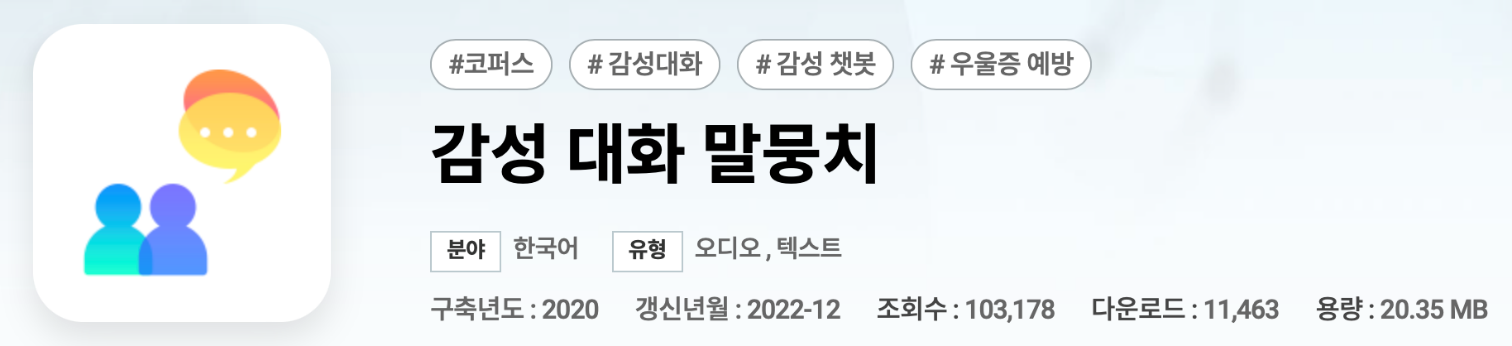 #코퍼스 # 감성대화 # 감성 챗봇 # 우울증 예방
감성 대화 말뭉치
분야 한국어 유형 오디오 , 텍스트
구축년도 : 2020 갱신년월 : 2022-12 조회수 : 103,178 다운로드 : 11,463 용량 : 20.35 MB